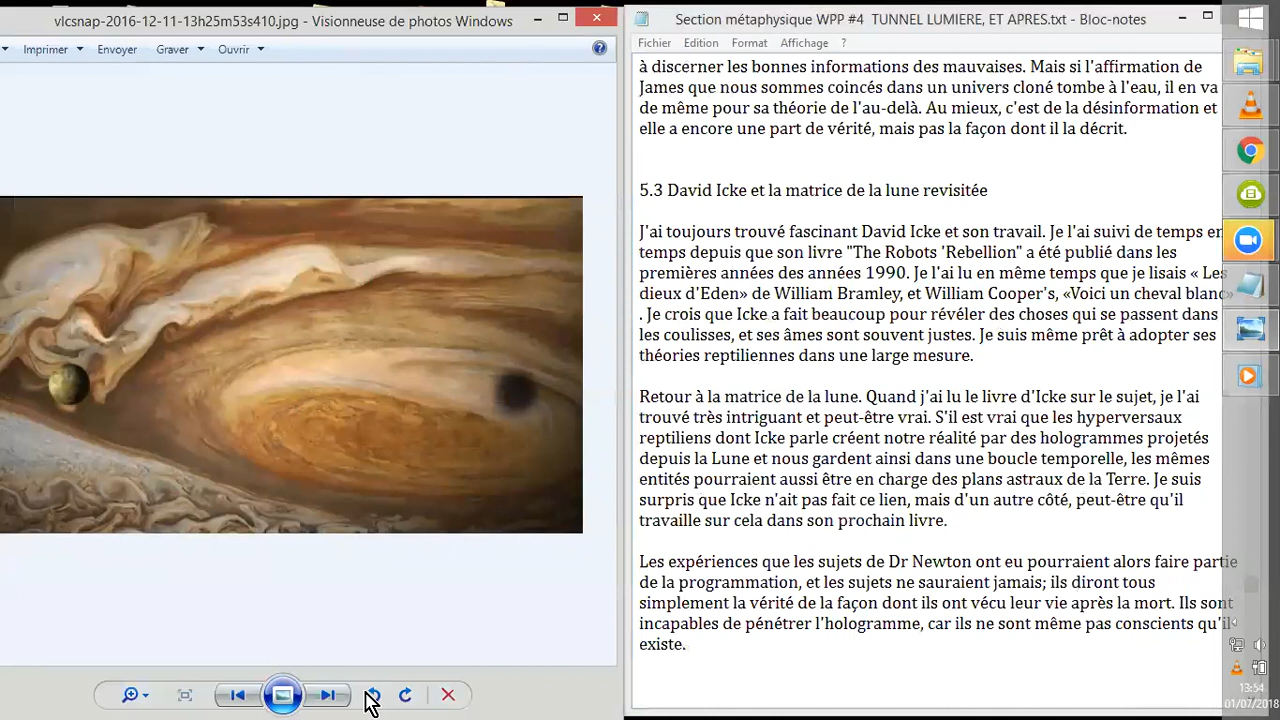 vlcsnap-2016-12-11-13h25m53s410.jpg - Visionneuse de photos Windows
Imprimer Envoyer Graver Ouvrir
Section métaphysique WPP #4 TUNNEL LUMIERE, ET APRES.txt - Bloc-notes
Fichier Edition Format Affichage ?
à discerner les bonnes informations des mauvaises. Mais si l'affirmation de
James que nous sommes coincés dans un univers cloné tombe à l'eau, il en va
de même pour sa théorie de l'au-delà. Au mieux, c'est de la désinformation et
elle a encore une part de vérité, mais pas la façon dont il la décrit.
5.3 David Icke et la matrice de la lune revisitée
J'ai toujours trouvé fascinant David Icke et son travail. Je l'ai suivi de temps en
temps depuis que son livre "The Robots 'Rebellion" a été publié dans les
premières années des années 1990. Je l'ai lu en même temps que je lisais « Les
dieux d'Eden» de William Bramley, et William Cooper's, «Voici un cheval blanc»
. Je crois que Icke a fait beaucoup pour révéler des choses qui se passent dans
les coulisses, et ses âmes sont souvent justes. Je suis même prêt à adopter ses
théories reptiliennes dans une large mesure.
Retour à la matrice de la lune. Quand j'ai lu le livre d'Icke sur le sujet, je l'ai
trouvé très intriguant et peut-être vrai. S'il est vrai que les hyperversaux
reptiliens dont Icke parle créent notre réalité par des hologrammes projetés
depuis la Lune et nous gardent ainsi dans une boucle temporelle, les mêmes
entités pourraient aussi être en charge des plans astraux de la Terre. Je suis
surpris que Icke n'ait pas fait ce lien, mais d'un autre côté, peut-être qu'il
travaille sur cela dans son prochain livre.
Les expériences que les sujets de Dr Newton ont eu pourraient alors faire partie
de la programmation, et les sujets ne sauraient jamais; ils diront tous
simplement la vérité de la façon dont ils ont vécu leur vie après la mort. Ils sont
incapables de pénétrer l'hologramme, car ils ne sont même pas conscients qu'il
existe.
13:54
01/07/2018